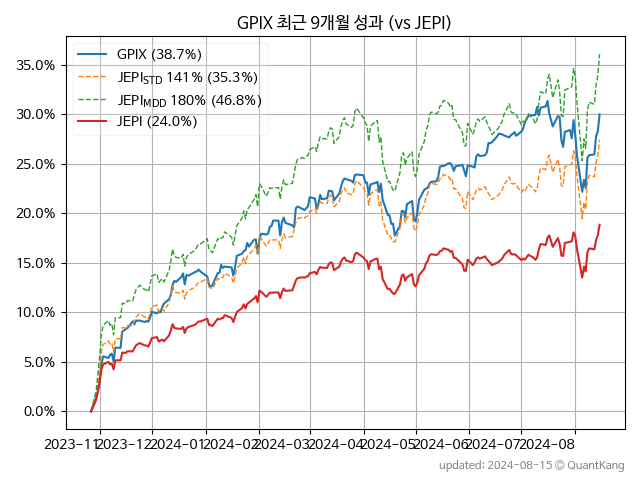 GPIX 최근 9개월 성과 (vs JEPI)
GPIX (38.7%)
JEPI_STD 141% (35.3%)
JEPI_MDD 180% (46.8%)
JEPI (24.0%)
35.0%
30.0%
25.0%
20.0%
15.0%
10.0%
5.0%
0.0%
2023-11 2023-12 2024-01 2024-02 2024-03 2024-04 2024-05 2024-06 2024-07 2024-08
updated: 2024-08-15 © QuantKang